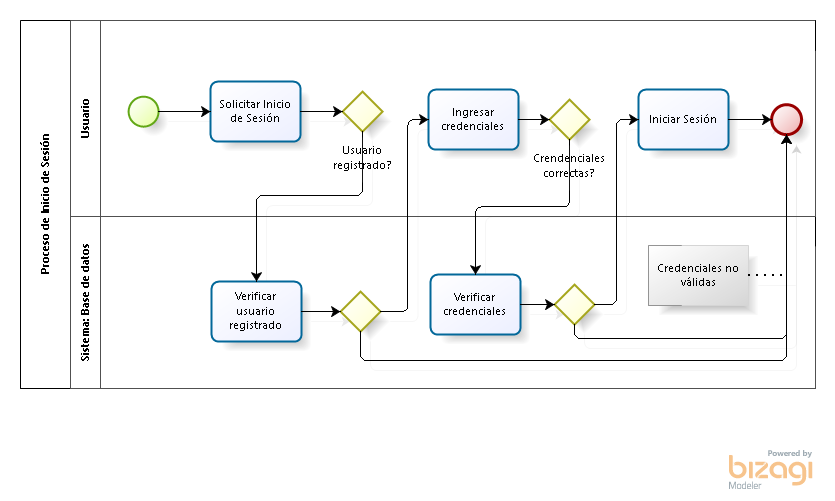 Proceso de Inicio de Sesión
Usuario
Solicitar Inicio
de Sesión
Usuario
registrado?
Ingresar
credenciales
Crendenciales
correctas?
Iniciar Sesión
Sistema: Base de datos
Verificar
usuario
registrado
Verificar
credenciales
Credenciales no
válidas
Powered by
bizagi
Modeler